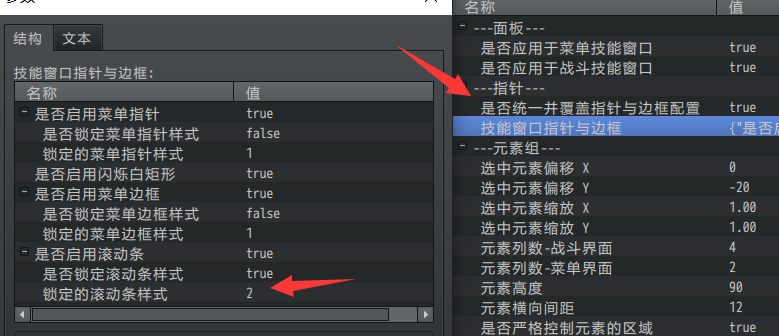 结构 文本
技能窗口指针与边框:
名称 值
是否启用菜单指针 true
是否锁定菜单指针样式 false
锁定的菜单指针样式 1
是否启用闪烁白矩形 true
是否启用菜单边框 true
是否锁定菜单边框样式 false
锁定的菜单边框样式 1
是否启用滚动条 true
是否锁定滚动条样式 true
锁定的滚动条样式 2
名称 值
---面板---
是否应用于菜单技能窗口 true
是否应用于战斗技能窗口 true
---指针---
是否统一并覆盖指针与边框配置 true
技能窗口指针与边框 {"是否启
---元素组---
选中元素偏移 X 0
选中元素偏移 Y -20
选中元素缩放 X 1.00
选中元素缩放 Y 1.00
元素列数-战斗界面 4
元素列数-菜单界面 2
元素高度 90
元素横向间距 12
是否严格控制元素的区域 true